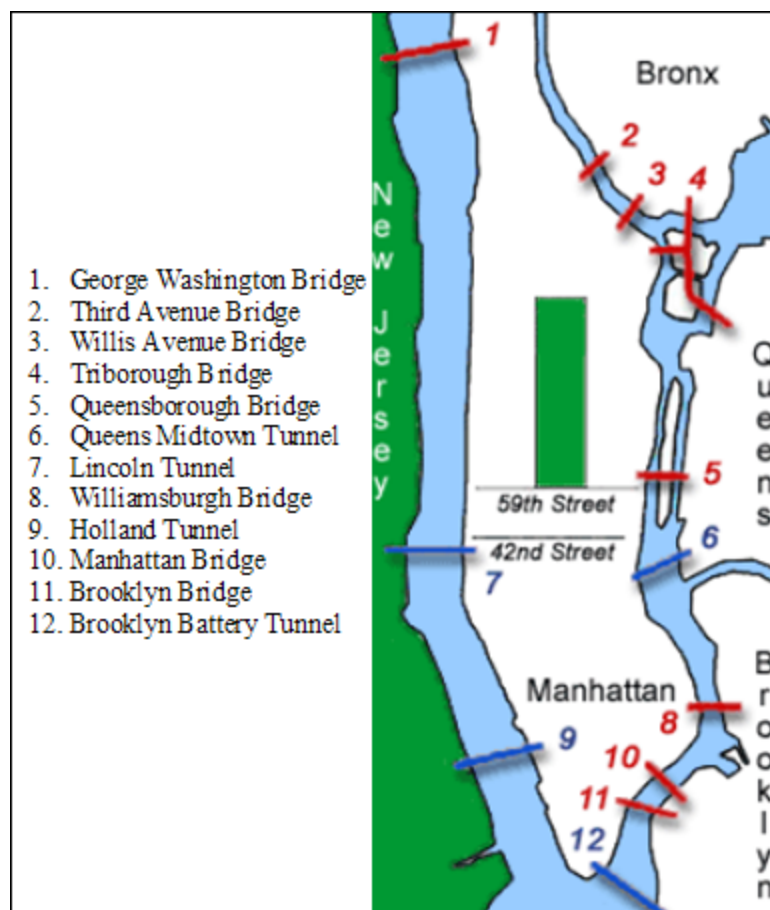 1. George Washington Bridge
2. Third Avenue Bridge
3. Willis Avenue Bridge
4. Triborough Bridge
5. Queensborough Bridge
6. Queens Midtown Tunnel
7. Lincoln Tunnel
8. Williamsburgh Bridge
9. Holland Tunnel
10. Manhattan Bridge
11. Brooklyn Bridge
12. Brooklyn Battery Tunnel
1
Bronx
2
3
4
New Jersey
Queens
5
59th Street
6
42nd Street
7
Manhattan
Brooklyn
8
9
10
11
12